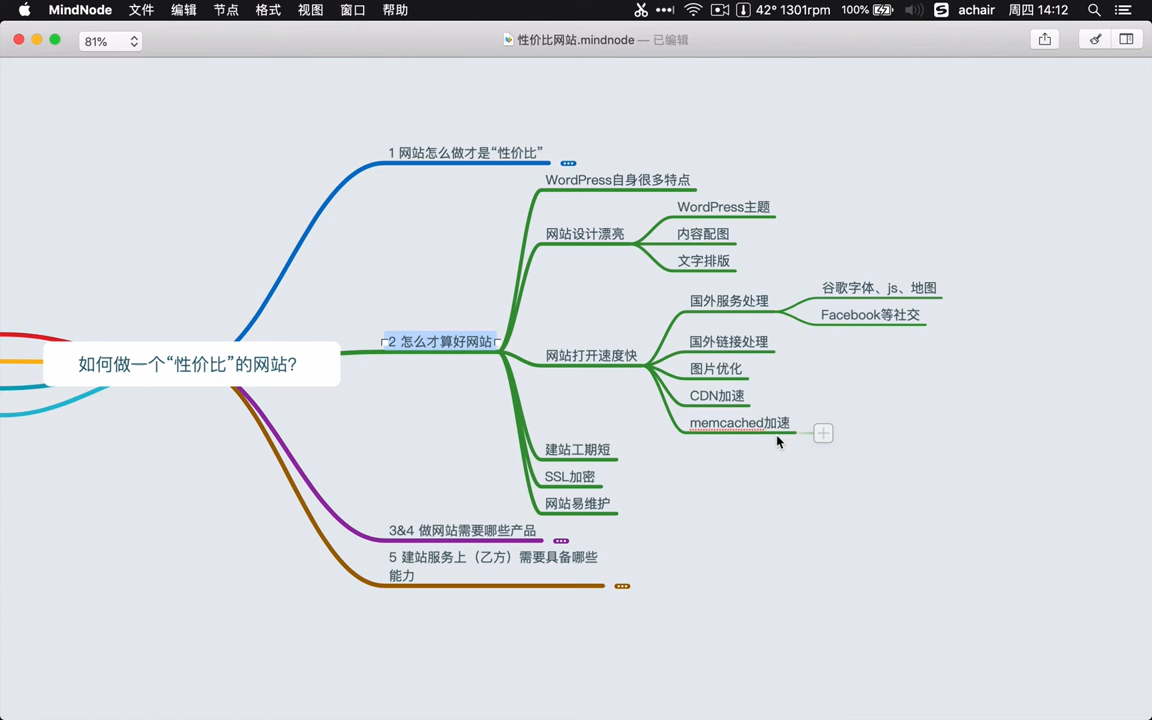 MindNode 文件 编辑 节点 格式 视图 窗口 帮助 42° 1301rpm 100% achair 周四 14:12
81% 性价比网站.mindnode — 已编辑
1 网站怎么做才是“性价比”
WordPress自身很多特点
WordPress主题
网站设计漂亮
内容配图
文字排版
谷歌字体、js、地图
国外服务处理
Facebook等社交
2 怎么才算好网站
国外链接处理
网站打开速度快
如何做一个“性价比”的网站?
图片优化
CDN加速
memcached加速
建站工期短
SSL加密
网站易维护
3&4 做网站需要哪些产品
5 建站服务上（乙方）需要具备哪些
能力